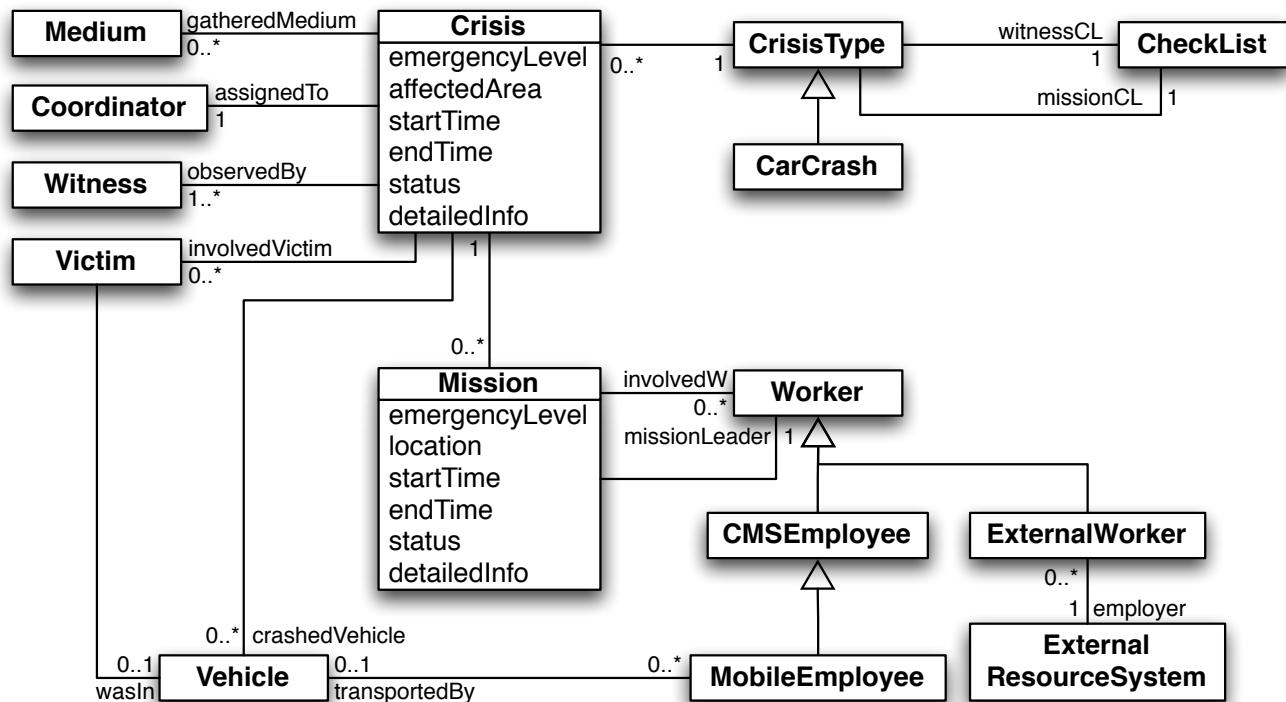 Medium
gatheredMedium
0..*
Crisis
emergencyLevel
affectedArea
startTime
endTime
status
detailedInfo
0..*
1
CrisisType
witnessCL
1
CheckList
missionCL
1
Coordinator
assignedTo
1
CarCrash
Witness
observedBy
1..*
Victim
involvedVictim
0..*
1
0..*
Mission
emergencyLevel
location
startTime
endTime
status
detailedInfo
involvedW
0..*
Worker
missionLeader
1
CMSEmployee
ExternalWorker
0..*
1
employer
External
ResourceSystem
0..*
crashedVehicle
0..1
wasIn
Vehicle
0..1
transportedBy
0..*
MobileEmployee